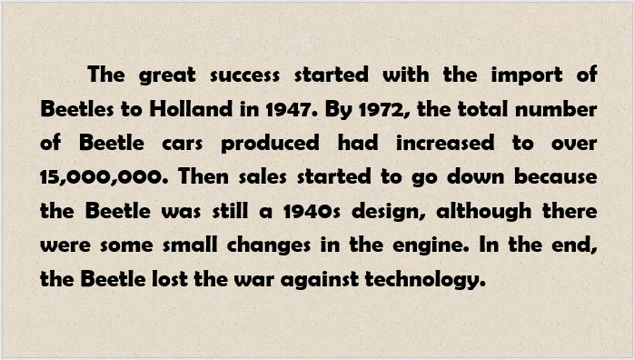 The great success started with the import of
Beetles to Holland in 1947. By 1972, the total number
of Beetle cars produced had increased to over
15,000,000. Then sales started to go down because
the Beetle was still a 1940s design, although there
were some small changes in the engine. In the end,
the Beetle lost the war against technology.